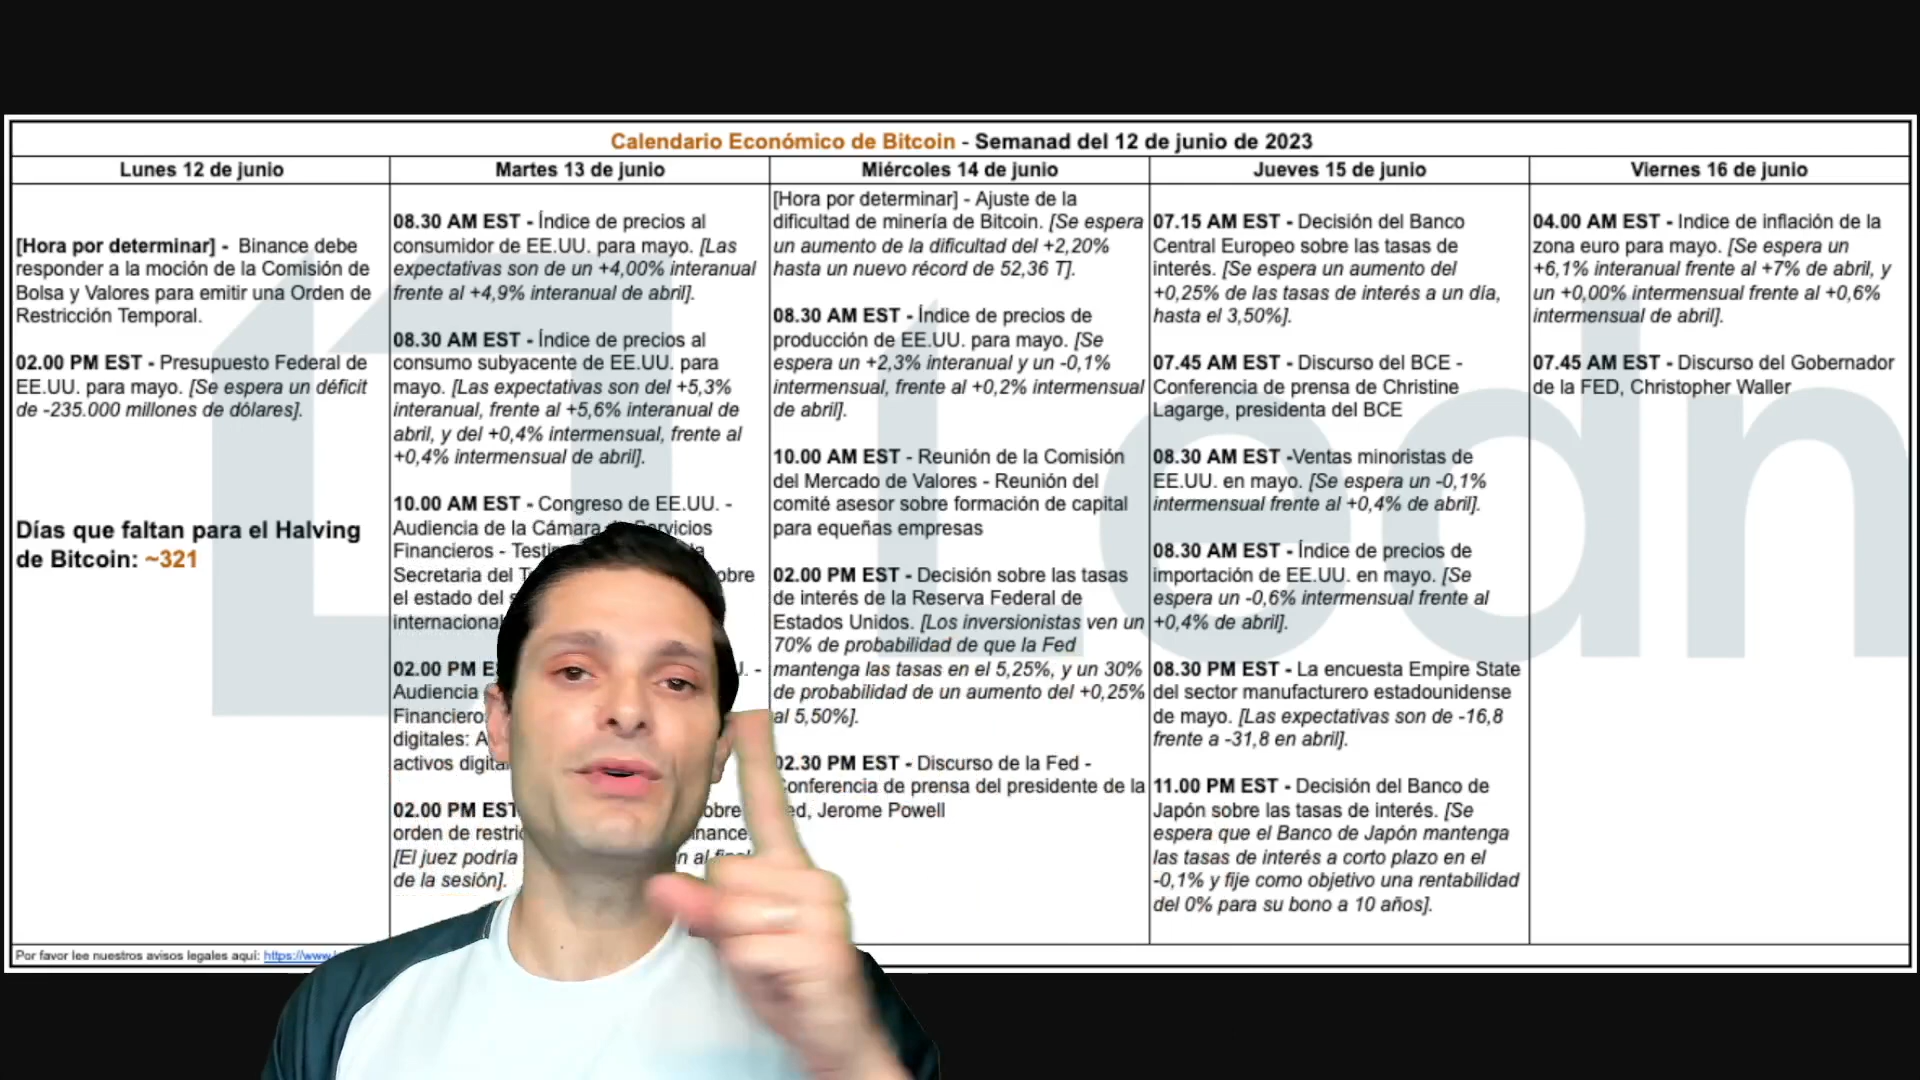 Calendario Económico de Bitcoin - Semanad del 12 de junio de 2023
Lunes 12 de junio
[Hora por determinar] - Binance debe
responder a la moción de la Comisión de
Bolsa y Valores para emitir una Orden de
Restricción Temporal.
02.00 PM EST - Presupuesto Federal de
EE.UU. para mayo. [Se espera un déficit
de -235.000 millones de dólares].
Días que faltan para el Halving
de Bitcoin: ~321
Martes 13 de junio
08.30 AM EST - Índice de precios al
consumidor de EE.UU. para mayo. [Las
expectativas son de un +4,00% interanual
frente al +4,9% interanual de abril].
08.30 AM EST - Índice de precios al
consumo subyacente de EE.UU. para
mayo. [Las expectativas son del +5,3%
interanual, frente al +5,6% interanual de
abril, y del +0,4% intermensual, frente al
+0,4% intermensual de abril].
10.00 AM EST - Congreso de EE.UU. -
Audiencia de la Cámara de Servicios
Financieros -
Secretaria del
el estado del
internacional
02.00 PM
Audiencia
digitales:
activos
02.00 PM EST
orden de
[El juez podría
de la sesión].
Miércoles 14 de junio
[Hora por determinar] - Ajuste de la
dificultad de minería de Bitcoin. [Se espera
un aumento de la dificultad del +2,20%
hasta un nuevo récord de 52,36 T].
08.30 AM EST - Índice de precios de
producción de EE.UU. para mayo. [Se
espera un +2,3% interanual y un -0,1%
intermensual, frente al +0,2% intermensual
de abril].
10.00 AM EST - Reunión de la Comisión
del Mercado de Valores - Reunión del
comité asesor sobre formación de capital
para equeñas empresas
02.00 PM EST - Decisión sobre las tasas
de interés de la Reserva Federal de
Estados Unidos. [Los inversionistas ven un
70% de probabilidad de que la Fed
mantenga las tasas en el 5,25%, y un 30%
de probabilidad de un aumento del +0,25%
al 5,50%].
02.30 PM EST - Discurso de la Fed -
Conferencia de prensa del presidente de la
Fed, Jerome Powell
Jueves 15 de junio
07.15 AM EST - Decisión del Banco
Central Europeo sobre las tasas de
interés. [Se espera un aumento del
+0,25% de las tasas de interés a un día,
hasta el 3,50%].
07.45 AM EST - Discurso del BCE -
Conferencia de prensa de Christine
Lagarge, presidenta del BCE
08.30 AM EST -Ventas minoristas de
EE.UU. en mayo. [Se espera un -0,1%
intermensual frente al +0,4% de abril].
08.30 AM EST - Índice de precios de
importación de EE.UU. en mayo. [Se
espera un -0,6% intermensual frente al
+0,4% de abril].
08.30 PM EST - La encuesta Empire State
del sector manufacturero estadounidense
de mayo. [Las expectativas son de -16,8
frente a -31,8 en abril].
11.00 PM EST - Decisión del Banco de
Japón sobre las tasas de interés. [Se
espera que el Banco de Japón mantenga
las tasas de interés a corto plazo en el
-0,1% y fije como objetivo una rentabilidad
del 0% para su bono a 10 años].
Viernes 16 de junio
04.00 AM EST - Indice de inflación de la
zona euro para mayo. [Se espera un
+6,1% interanual frente al +7% de abril, y
un +0,00% intermensual frente al +0,6%
intermensual de abril].
07.45 AM EST - Discurso del Gobernador
de la FED, Christopher Waller
Ledn
Por favor lee nuestros avisos legales aquí: https://www.